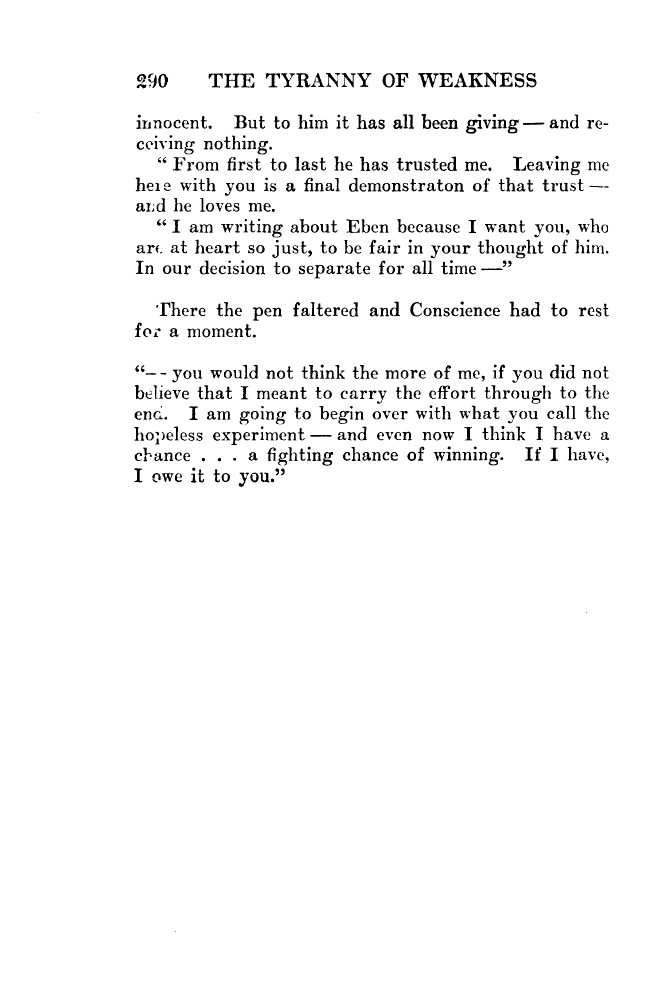 290 THE TYRANNY OF WEAKNESS
innocent. But to him it has all been giving — and re-
ceiving nothing.
“ From first to last he has trusted me. Leaving me
here with you is a final demonstraton of that trust —
and he loves me.
“ I am writing about Eben because I want you, who
are at heart so just, to be fair in your thought of him.
In our decision to separate for all time —”
There the pen faltered and Conscience had to rest
for a moment.
“-- you would not think the more of me, if you did not
believe that I meant to carry the effort through to the
end. I am going to begin over with what you call the
hopeless experiment — and even now I think I have a
chance . . . a fighting chance of winning. If I have,
I owe it to you.”